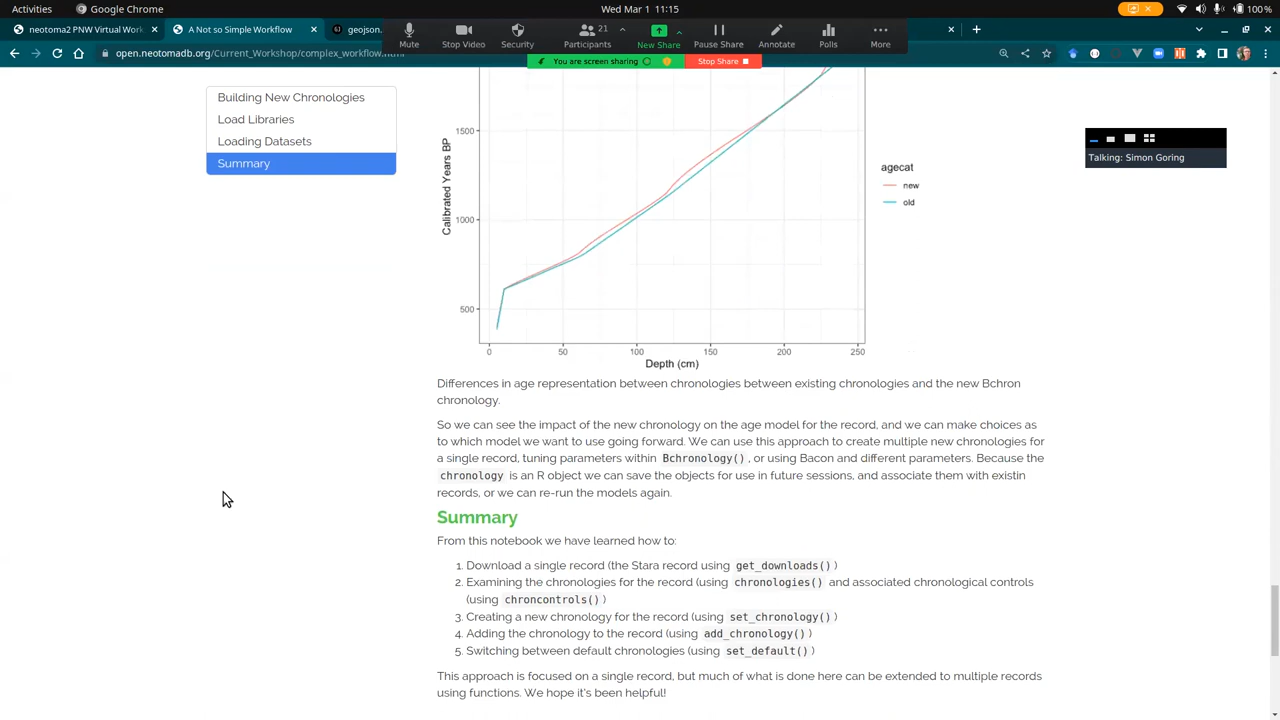 Activities
Google Chrome
Wed Mar 1 11:15
100 %
neotoma2 PNW Virtual Work
A Not so Simple Workflow
geojson.
open.neotomadb.org/Current_Workshop/complex_workflow.
Mute
Stop Video
Security
Participants
21
New Share
Pause Share
Annotate
Polls
More
You are screen sharing
Stop Share
Talking: Simon Goring
Building New Chronologies
Load Libraries
Loading Datasets
Summary
Calibrated Years BP
1500
1000
500
0
50
100
150
200
250
Depth (cm)
agecat
new
old
Differences in age representation between chronologies between existing chronologies and the new Bchron
chronology.
So we can see the impact of the new chronology on the age model for the record, and we can make choices as
to which model we want to use going forward. We can use this approach to create multiple new chronologies for
a single record, tuning parameters within Bchronology(), or using Bacon and different parameters. Because the
chronology is an R object we can save the objects for use in future sessions, and associate them with existin
records, or we can re-run the models again.
Summary
From this notebook we have learned how to:
1. Download a single record (the Stara record using get_downloads() )
2. Examining the chronologies for the record (using chronologies() and associated chronological controls
(using chroncontrols() )
3. Creating a new chronology for the record (using set_chronology() )
4. Adding the chronology to the record (using add_chronology() )
5. Switching between default chronologies (using set_default() )
This approach is focused on a single record, but much of what is done here can be extended to multiple records
using functions. We hope it's been helpful!